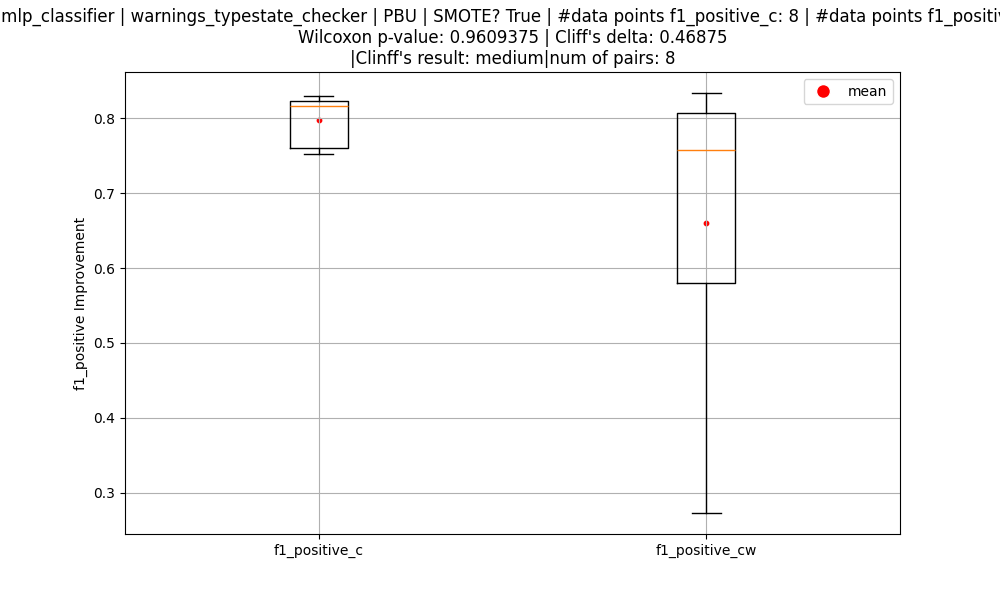 mlp_classifier | warnings_typestate_checker | PBU | SMOTE? True | #data points f1_positive_c: 8 | #data points
Wilcoxon p-value: 0.9609375 | Cliff's delta: 0.46875
|Clinff's result: medium|num of pairs: 8
mean
0.8
0.7
0.6
0.5
0.4
0.3
f1_positive Improvement
f1_positive_c
f1_positive_cw